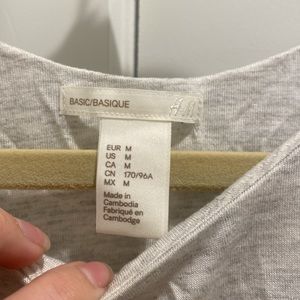 BASIC/BASIQUE
H&M
EUR M
US M
CA M
CN 170/96A
MX M
Made in
Cambodia
Fabriqué en
Cambodge